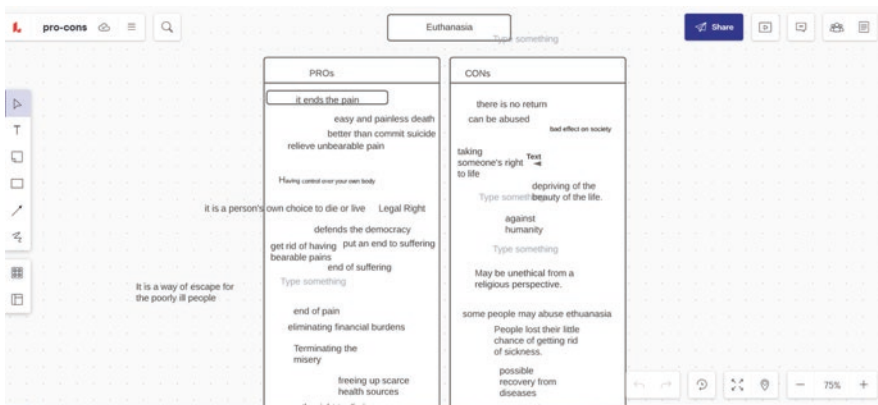 pro-cons
Euthanasia
Type something
Share
PROs
CONs
it ends the pain
easy and painless death
better than commit suicide
relieve unbearable pain
Having control over your own body
it is a person's own choice to die or live
Legal Right
defends the democracy
get rid of having
bearable pains
put an end to suffering
end of suffering
Type something
It is a way of escape for
the poorly ill people
end of pain
eliminating financial burdens
Terminating the
misery
freeing up scarce
health sources
there is no return
can be abused
bad effect on society
taking
someone's right
to life
Text
depriving of the
beauty of the life.
Type something
against
humanity
Type something
May be unethical from a
religious perspective.
some people may abuse ethuanasia
People lost their little
chance of getting rid
of sickness.
possible
recovery from
diseases
75%